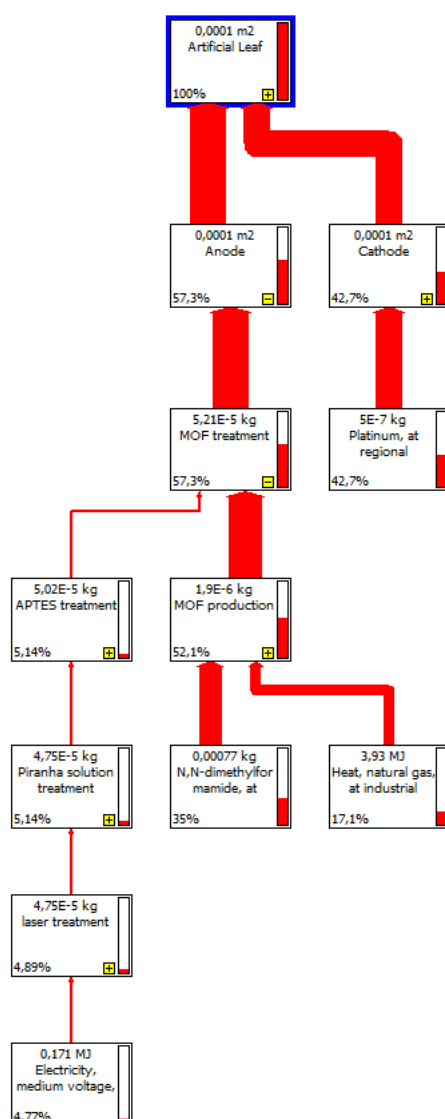 0,0001 m2
Artificial Leaf
100%
0,0001 m2
Anode
57,3%
0,0001 m2
Cathode
42,7%
5,21E-5 kg
MOF treatment
57,3%
5E-7 kg
Platinum, at
regional
42,7%
5,02E-5 kg
APTES treatment
5,14%
1,9E-6 kg
MOF production
52,1%
4,75E-5 kg
Piranha solution
treatment
5,14%
0,00077 kg
N,N-dimethylfor
mamide, at
35%
3,93 MJ
Heat, natural gas,
at industrial
17,1%
4,75E-5 kg
laser treatment
4,89%
0,171 MJ
Electricity,
medium voltage,
4,77%